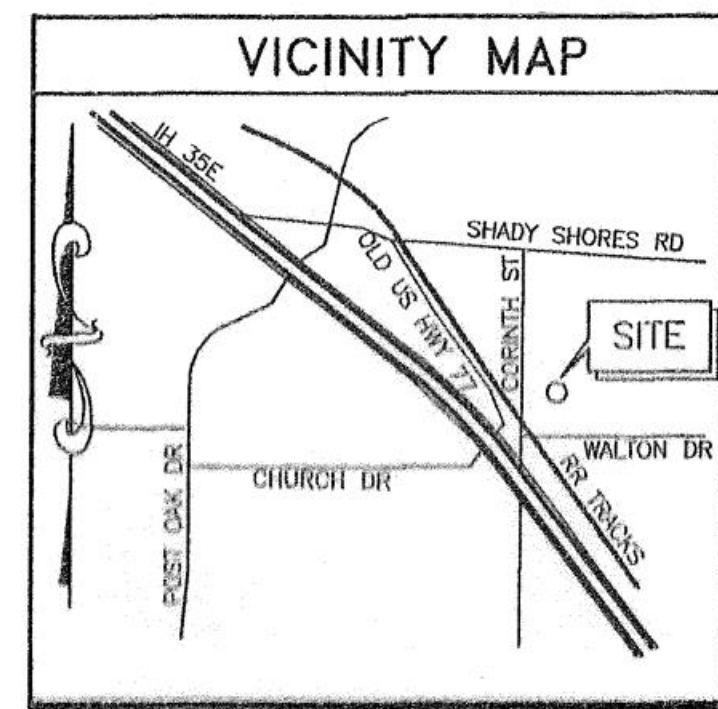 VICINITY MAP
IH 35E
SHADY SHORES RD
OLD US HWY 77
CORINTH ST
SITE
WALTON DR
POST OAK DR
CHURCH DR
RR TRACKS